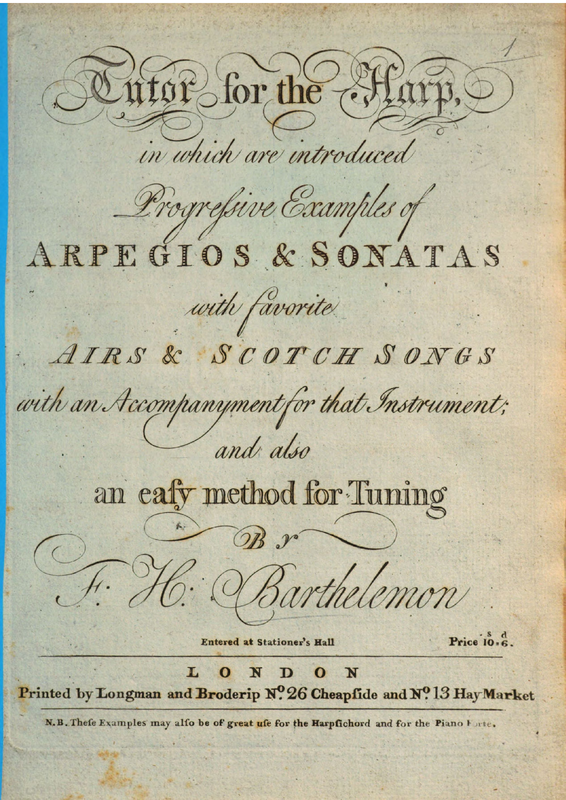 1
Tutor for the Harp,
in which are introduced
Progreſsive Examples of
ARPEGIOS & SONATAS
with favorite
AIRS & SCOTCH SONGS
with an Accompanyment for that Instrument;
and also
an eaſy method for Tuning
By
F. H. Barthelemon
Entered at Stationer's Hall Price 10.s 6.d
LONDON
Printed by Longman and Broderip No. 26 Cheapſide and No. 13 Hay Market
N.B. Theſe Examples may alſo be of great uſe for the Harpſichord and for the Piano Forte.